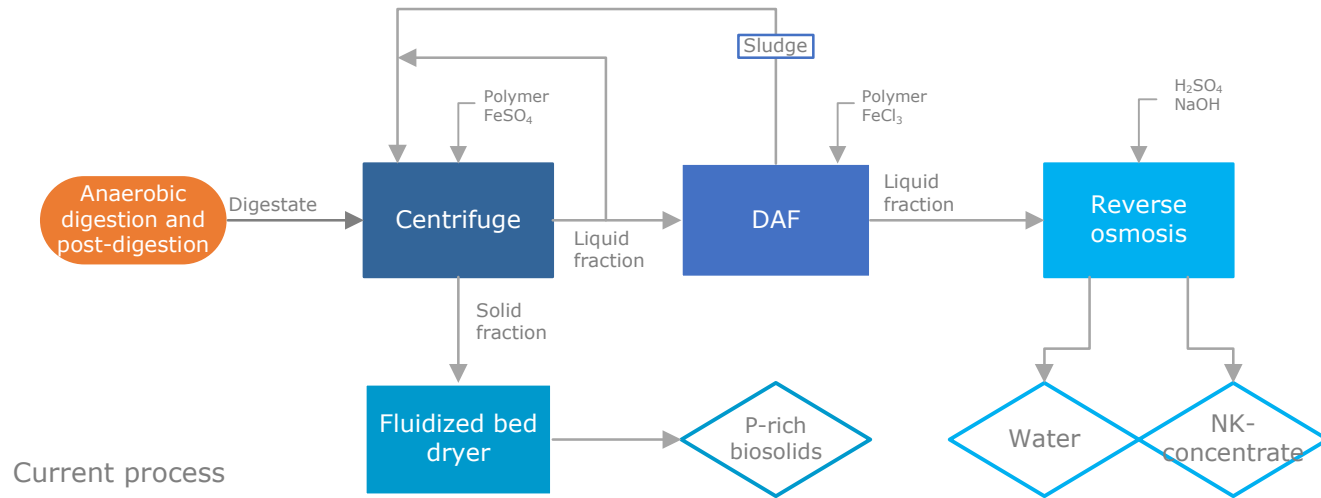 Sludge
Polymer
FeSO₄
Polymer
FeCl₃
H₂SO₄
NaOH
Anaerobic
digestion and
post-digestion
Digestate
Centrifuge
Liquid
fraction
DAF
Liquid
fraction
Reverse
osmosis
Solid
fraction
Fluidized bed
dryer
P-rich
biosolids
Water
NK-
concentrate
Current process